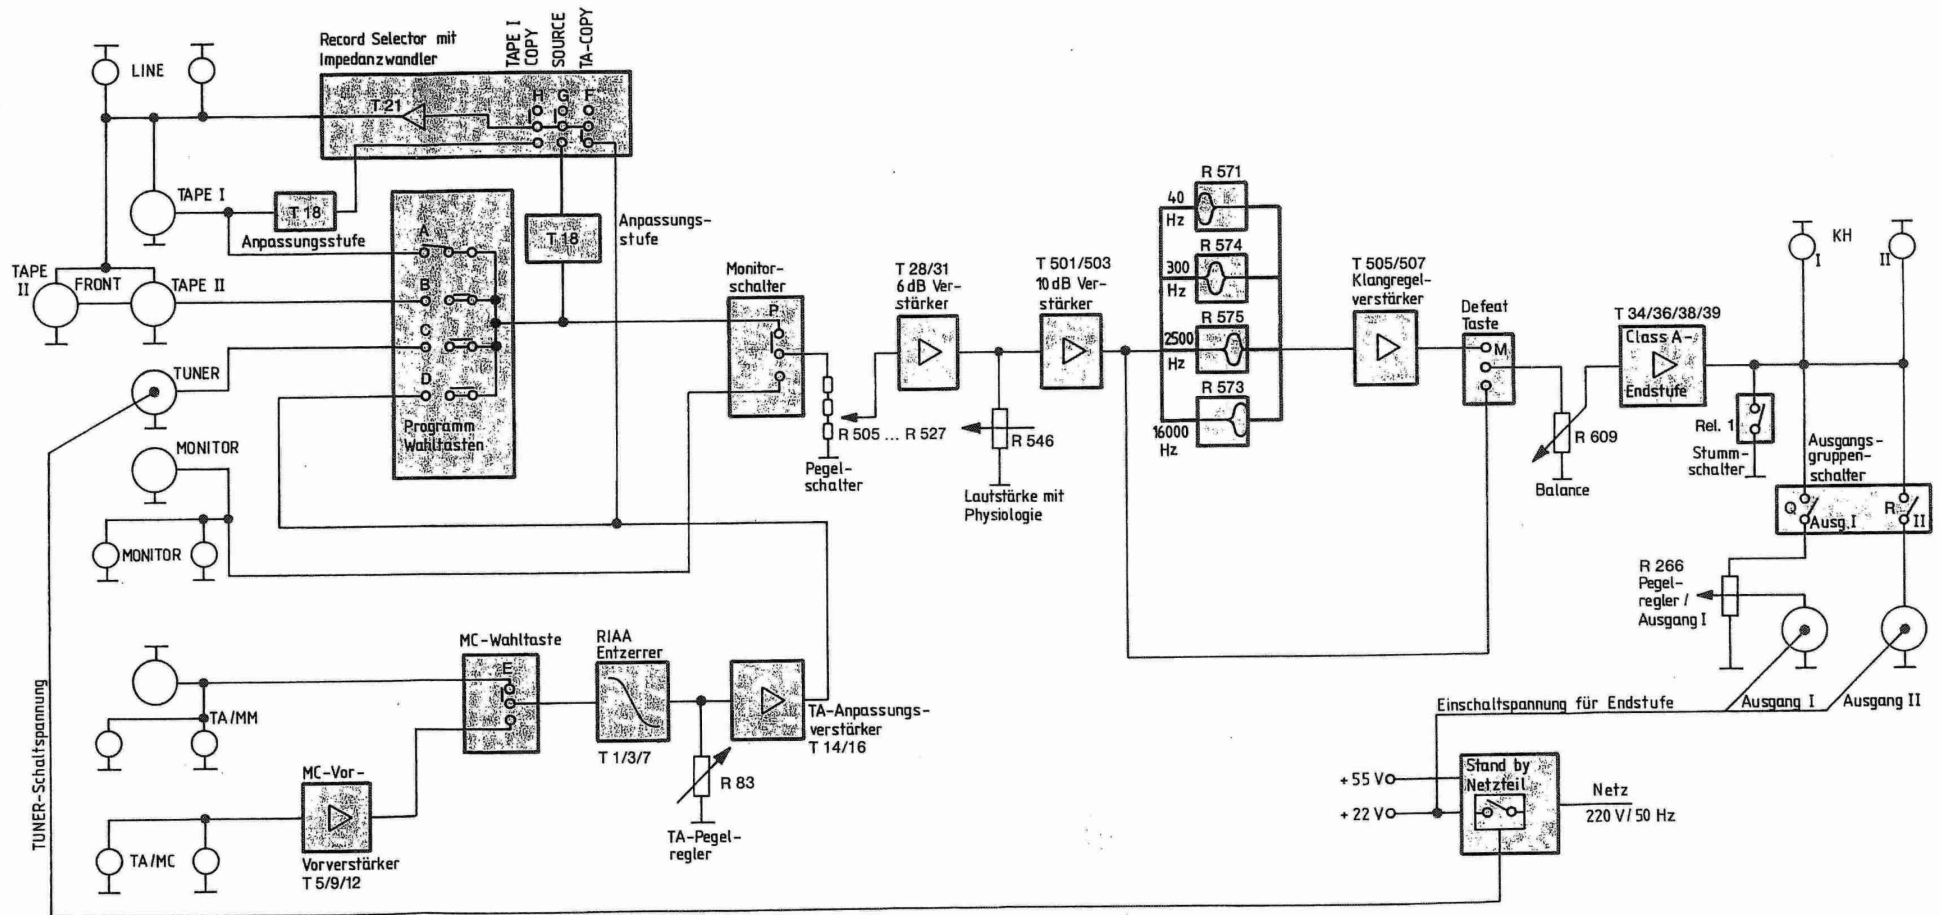 Record Selector mit
Impedanzwandler
TAPE I
COPY
SOURCE
TA-COPY
LINE
T 21
H G F
TAPE I
T 18
Anpassungsstufe
A
T 18
Anpassungs-
stufe
TAPE
II
FRONT
TAPE II
B
C
D
Programm
Wahltasten
TUNER
MONITOR
MONITOR
Monitor-
schalter
P
R 505 ... R 527
Pegel-
schalter
T 28/31
6 dB Ver-
stärker
R 546
Lautstärke mit
Physiologie
T 501/503
10 dB Ver-
stärker
R 571
40
Hz
R 574
300
Hz
R 575
2500
Hz
R 573
16000
Hz
T 505/507
Klangregel-
verstärker
Defeat
Taste
M
R 609
Balance
T 34/36/38/39
Class A-
Endstufe
KH
I
II
Rel. 1
Stumm-
schalter
Ausgangs-
gruppen-
schalter
Q
Ausg. I
R
II
R 266
Pegel-
regler /
Ausgang I
Ausgang I
Ausgang II
Einschaltspannung für Endstufe
Stand by
Netzteil
+ 55 V
+ 22 V
Netz
220 V/ 50 Hz
TA/MM
MC-Wahltaste
E
RIAA
Entzerrer
T 1/3/7
R 83
TA-Pegel-
regler
TA-Anpassungs-
verstärker
T 14/16
MC-Vor-
Vorverstärker
T 5/9/12
TA/MC
TUNER-Schaltspannung